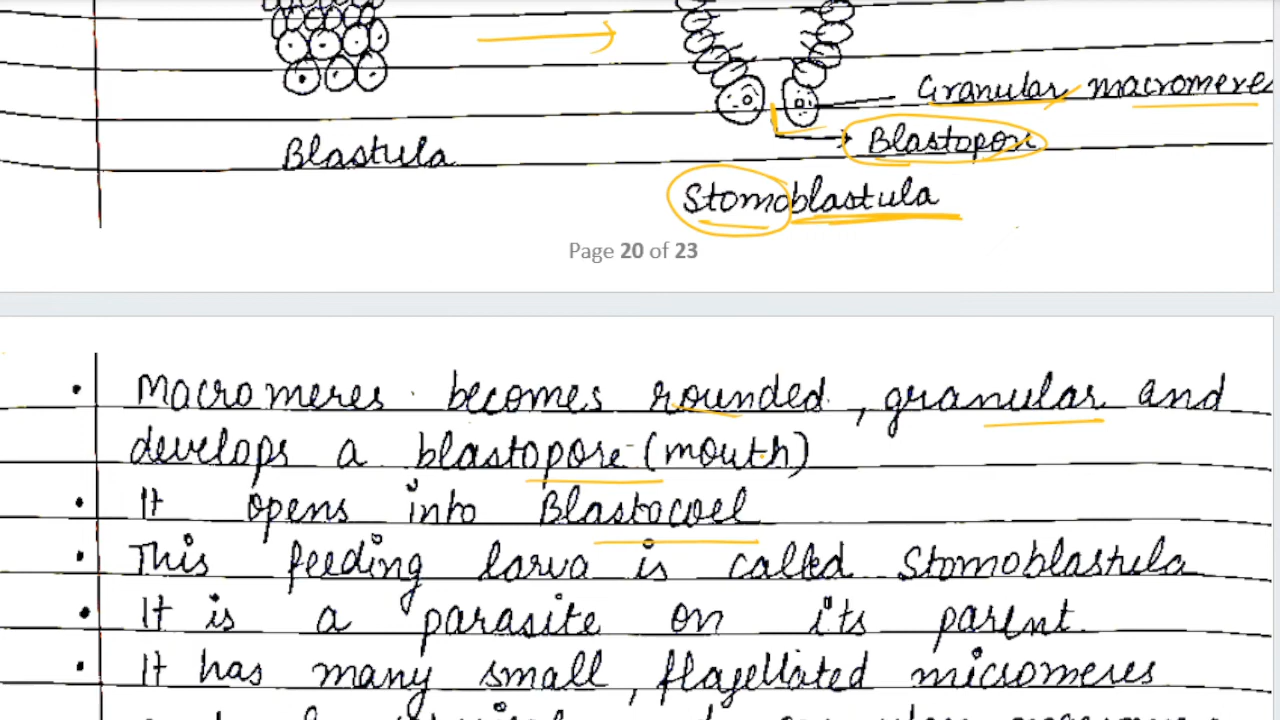 Granular macromere
Blastopore
Blastula
Stomoblastula
Page 20 of 23
Macromeres becomes rounded, granular and
develops a blastopore (mouth)
It opens into Blastocoel
This feeding larva is called Stomoblastula
It is a parasite on its parent.
It has many small, flagellated micromeres